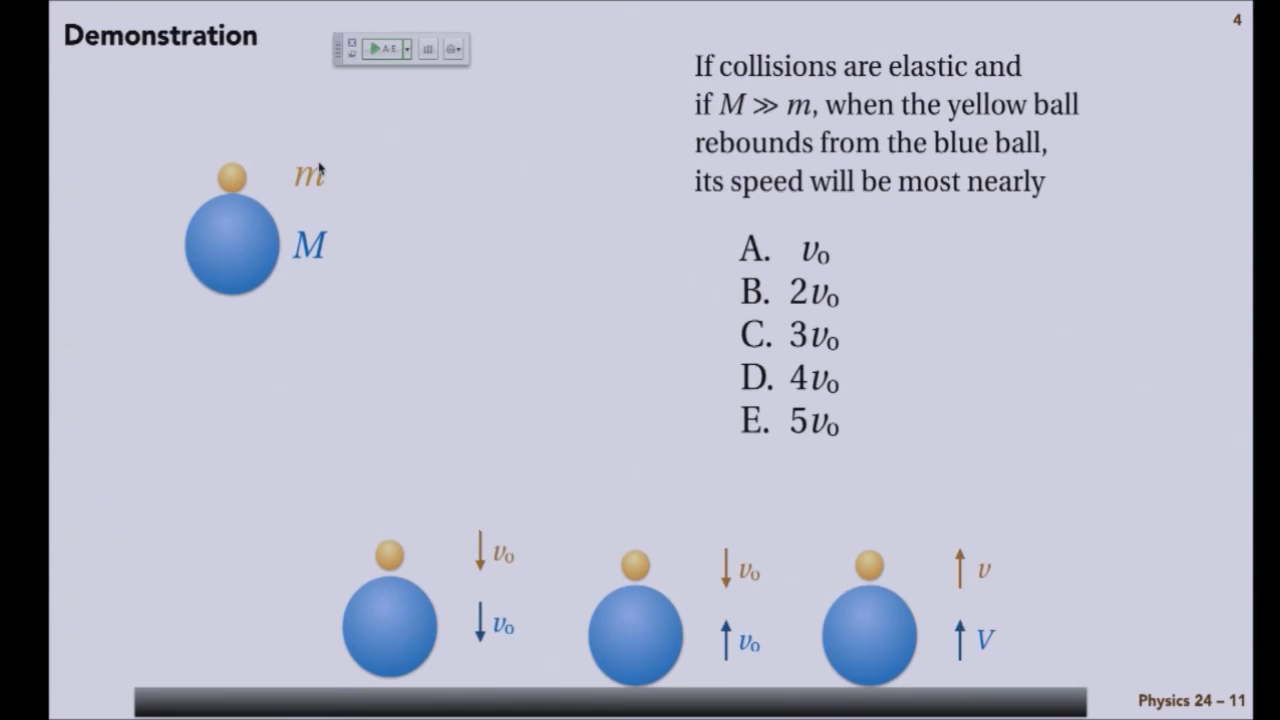 Demonstration
4
A:E.
If collisions are elastic and
if M ≫ m, when the yellow ball
rebounds from the blue ball,
its speed will be most nearly
m
M
A. v₀
B. 2v₀
C. 3v₀
D. 4v₀
E. 5v₀
v₀
v₀
v₀
v₀
v
V
Physics 24 – 11